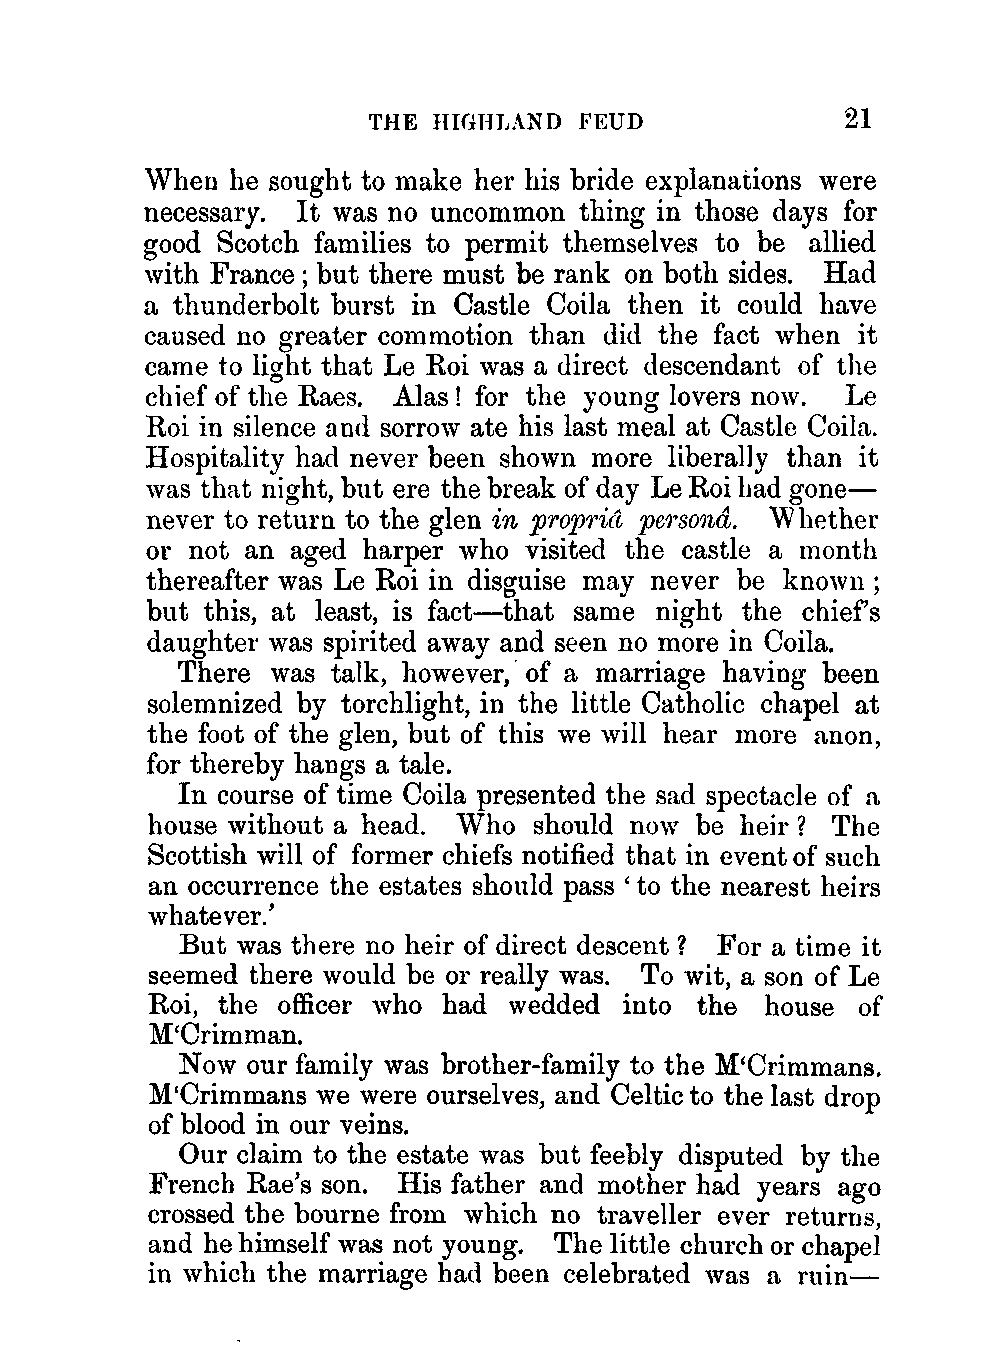 THE HIGHLAND FEUD 21
When he sought to make her his bride explanations were
necessary. It was no uncommon thing in those days for
good Scotch families to permit themselves to be allied
with France; but there must be rank on both sides. Had
a thunderbolt burst in Castle Coila then it could have
caused no greater commotion than did the fact when it
came to light that Le Roi was a direct descendant of the
chief of the Raes. Alas! for the young lovers now. Le
Roi in silence and sorrow ate his last meal at Castle Coila.
Hospitality had never been shown more liberally than it
was that night, but ere the break of day Le Roi had gone—
never to return to the glen in propriâ personâ. Whether
or not an aged harper who visited the castle a month
thereafter was Le Roi in disguise may never be known;
but this, at least, is fact—that same night the chief's
daughter was spirited away and seen no more in Coila.
There was talk, however, of a marriage having been
solemnized by torchlight, in the little Catholic chapel at
the foot of the glen, but of this we will hear more anon,
for thereby hangs a tale.
In course of time Coila presented the sad spectacle of a
house without a head. Who should now be heir? The
Scottish will of former chiefs notified that in event of such
an occurrence the estates should pass ‘to the nearest heirs
whatever.’
But was there no heir of direct descent? For a time it
seemed there would be or really was. To wit, a son of Le
Roi, the officer who had wedded into the house of
M‘Crimman.
Now our family was brother-family to the M‘Crimmans.
M‘Crimmans we were ourselves, and Celtic to the last drop
of blood in our veins.
Our claim to the estate was but feebly disputed by the
French Rae's son. His father and mother had years ago
crossed the bourne from which no traveller ever returns,
and he himself was not young. The little church or chapel
in which the marriage had been celebrated was a ruin—